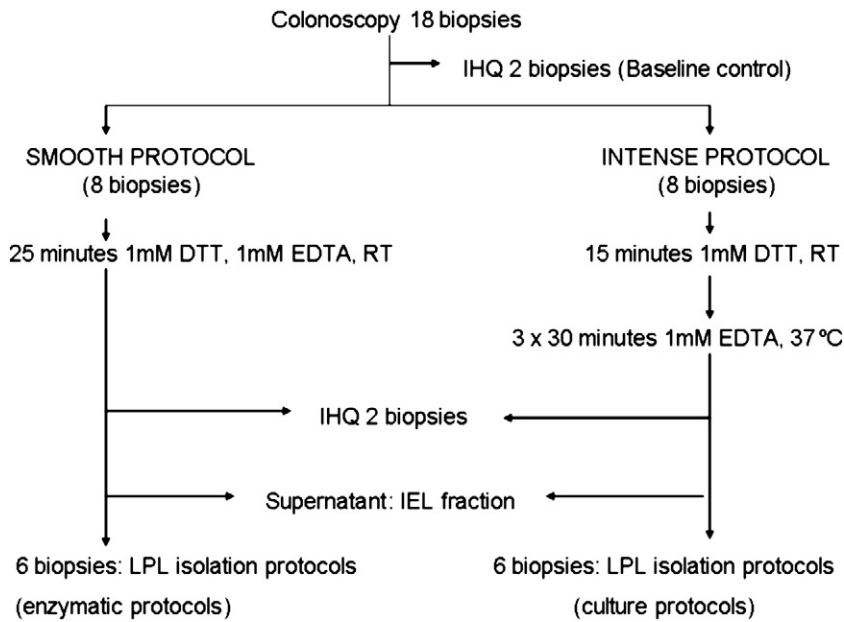 Colonoscopy 18 biopsies
IHQ 2 biopsies (Baseline control)
SMOOTH PROTOCOL
(8 biopsies)
INTENSE PROTOCOL
(8 biopsies)
25 minutes 1mM DTT, 1mM EDTA, RT
15 minutes 1mM DTT, RT
3 x 30 minutes 1mM EDTA, 37 ºC
IHQ 2 biopsies
Supernatant: IEL fraction
6 biopsies: LPL isolation protocols
(enzymatic protocols)
6 biopsies: LPL isolation protocols
(culture protocols)